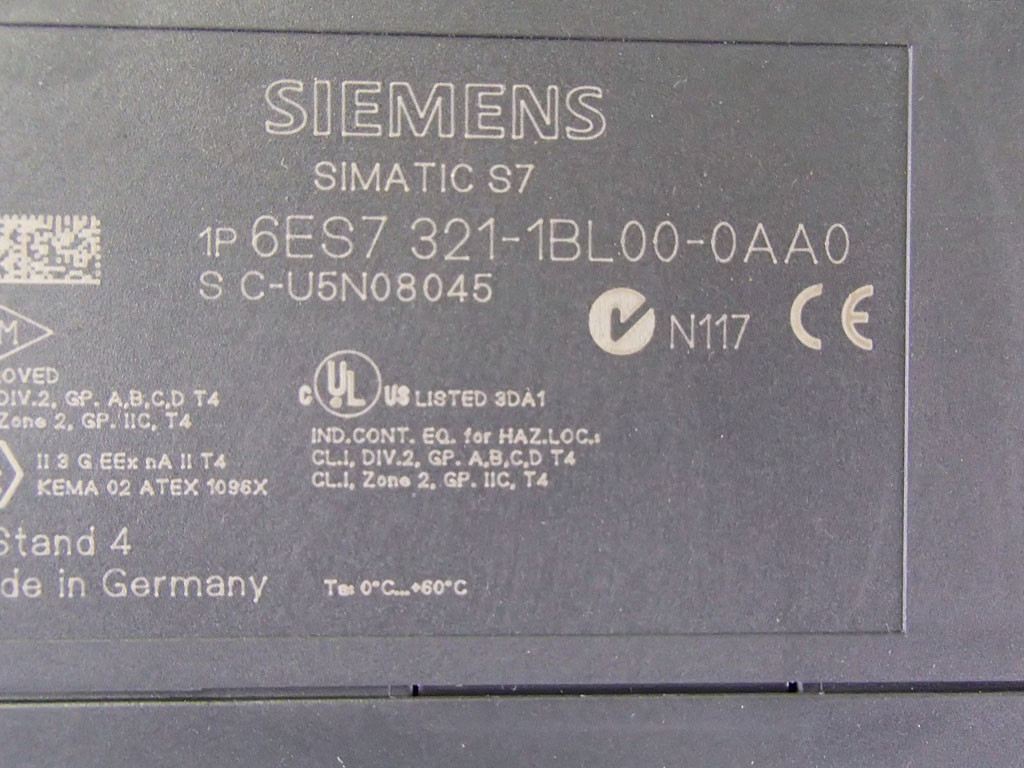 SIEMENS
SIMATIC S7
1P 6ES7 321-1BL00-0AA0
S C-U5N08045
N117 CE
M
OVED
DIV.2, GP. A,B,C,D T4
Zone 2, GP. IIC, T4
II 3 G EEx nA II T4
KEMA 02 ATEX 1096X
c UL US LISTED 3DA1
IND.CONT. EQ. for HAZ.LOC.:
CL.I, DIV.2, GP. A,B,C,D T4
CL.I, Zone 2, GP. IIC, T4
Stand 4
de in Germany
Ta: 0°C...+60°C